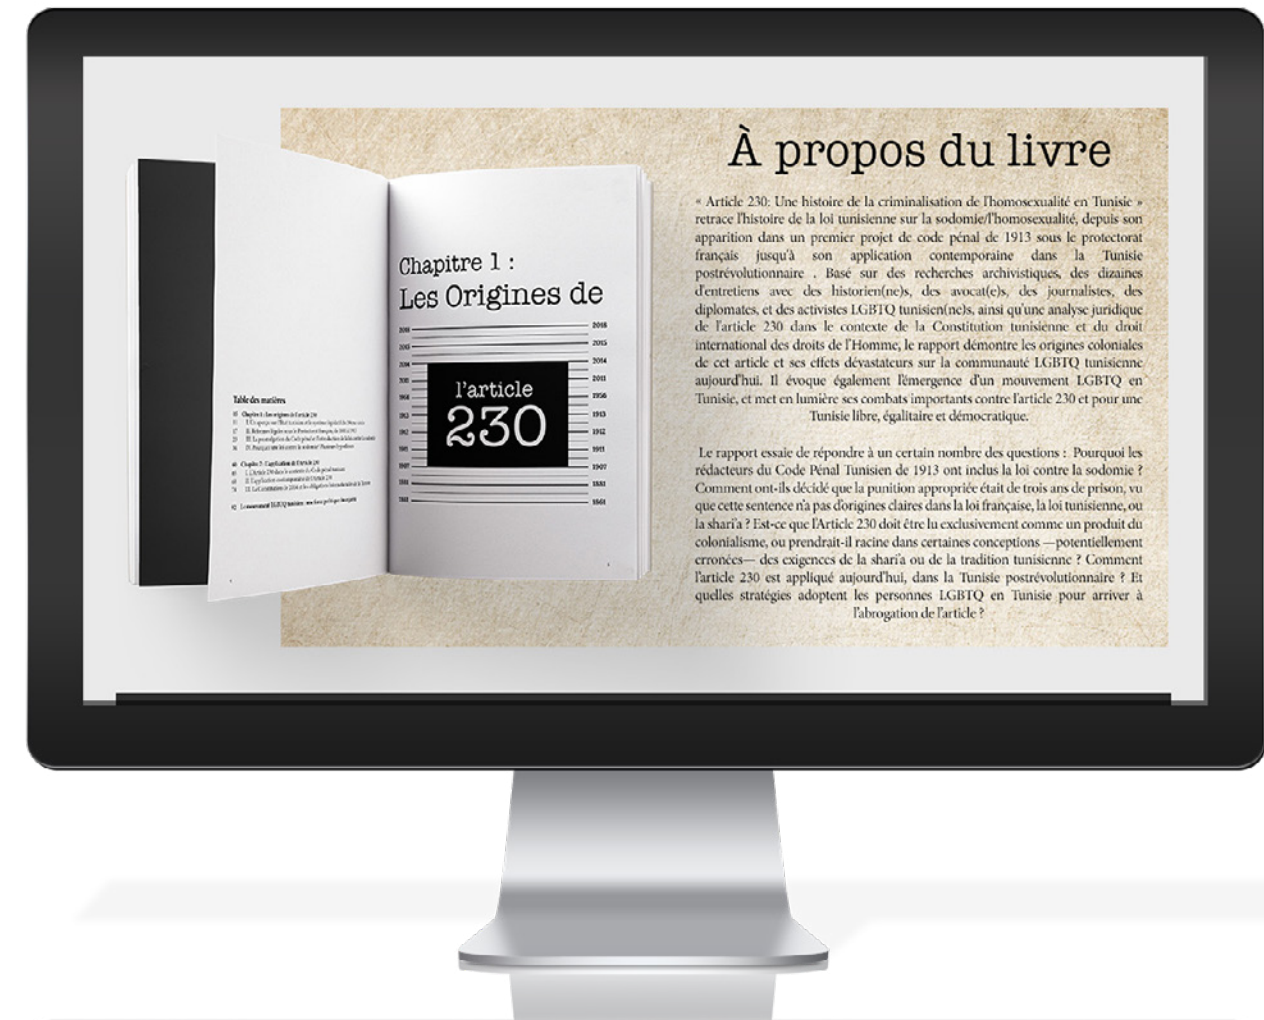 À propos du livre
« Article 230: Une histoire de la criminalisation de l'homosexualité en Tunisie »
retrace l'histoire de la loi tunisienne sur la sodomie/l'homosexualité, depuis son
apparition dans un premier projet de code pénal de 1913 sous le protectorat
français jusqu'à son application contemporaine dans la Tunisie
postrévolutionnaire . Basé sur des recherches archivistiques, des dizaines
d'entretiens avec des historien(ne)s, des avocat(e)s, des journalistes, des
diplomates, et des activistes LGBTQ tunisien(ne)s, ainsi qu'une analyse juridique
de l'article 230 dans le contexte de la Constitution tunisienne et du droit
international des droits de l'Homme, le rapport démontre les origines coloniales
de cet article et ses effets dévastateurs sur la communauté LGBTQ tunisienne
aujourd'hui. Il évoque également l'émergence d'un mouvement LGBTQ en
Tunisie, et met en lumière ses combats importants contre l'article 230 et pour une
Tunisie libre, égalitaire et démocratique.
Le rapport essaie de répondre à un certain nombre des questions : Pourquoi les
rédacteurs du Code Pénal Tunisien de 1913 ont inclus la loi contre la sodomie ?
Comment ont-ils décidé que la punition appropriée était de trois ans de prison, vu
que cette sentence n'a pas d'origines claires dans la loi française, la loi tunisienne, ou
la shari'a ? Est-ce que l'Article 230 doit être lu exclusivement comme un produit du
colonialisme, ou prendrait-il racine dans certaines conceptions —potentiellement
erronées— des exigences de la shari'a ou de la tradition tunisienne ? Comment
l'article 230 est appliqué aujourd'hui, dans la Tunisie postrévolutionnaire ? Et
quelles stratégies adoptent les personnes LGBTQ en Tunisie pour arriver à
l'abrogation de l'article ?
Table des matières
Chapitre 1 :
Les Origines de
l'article
230